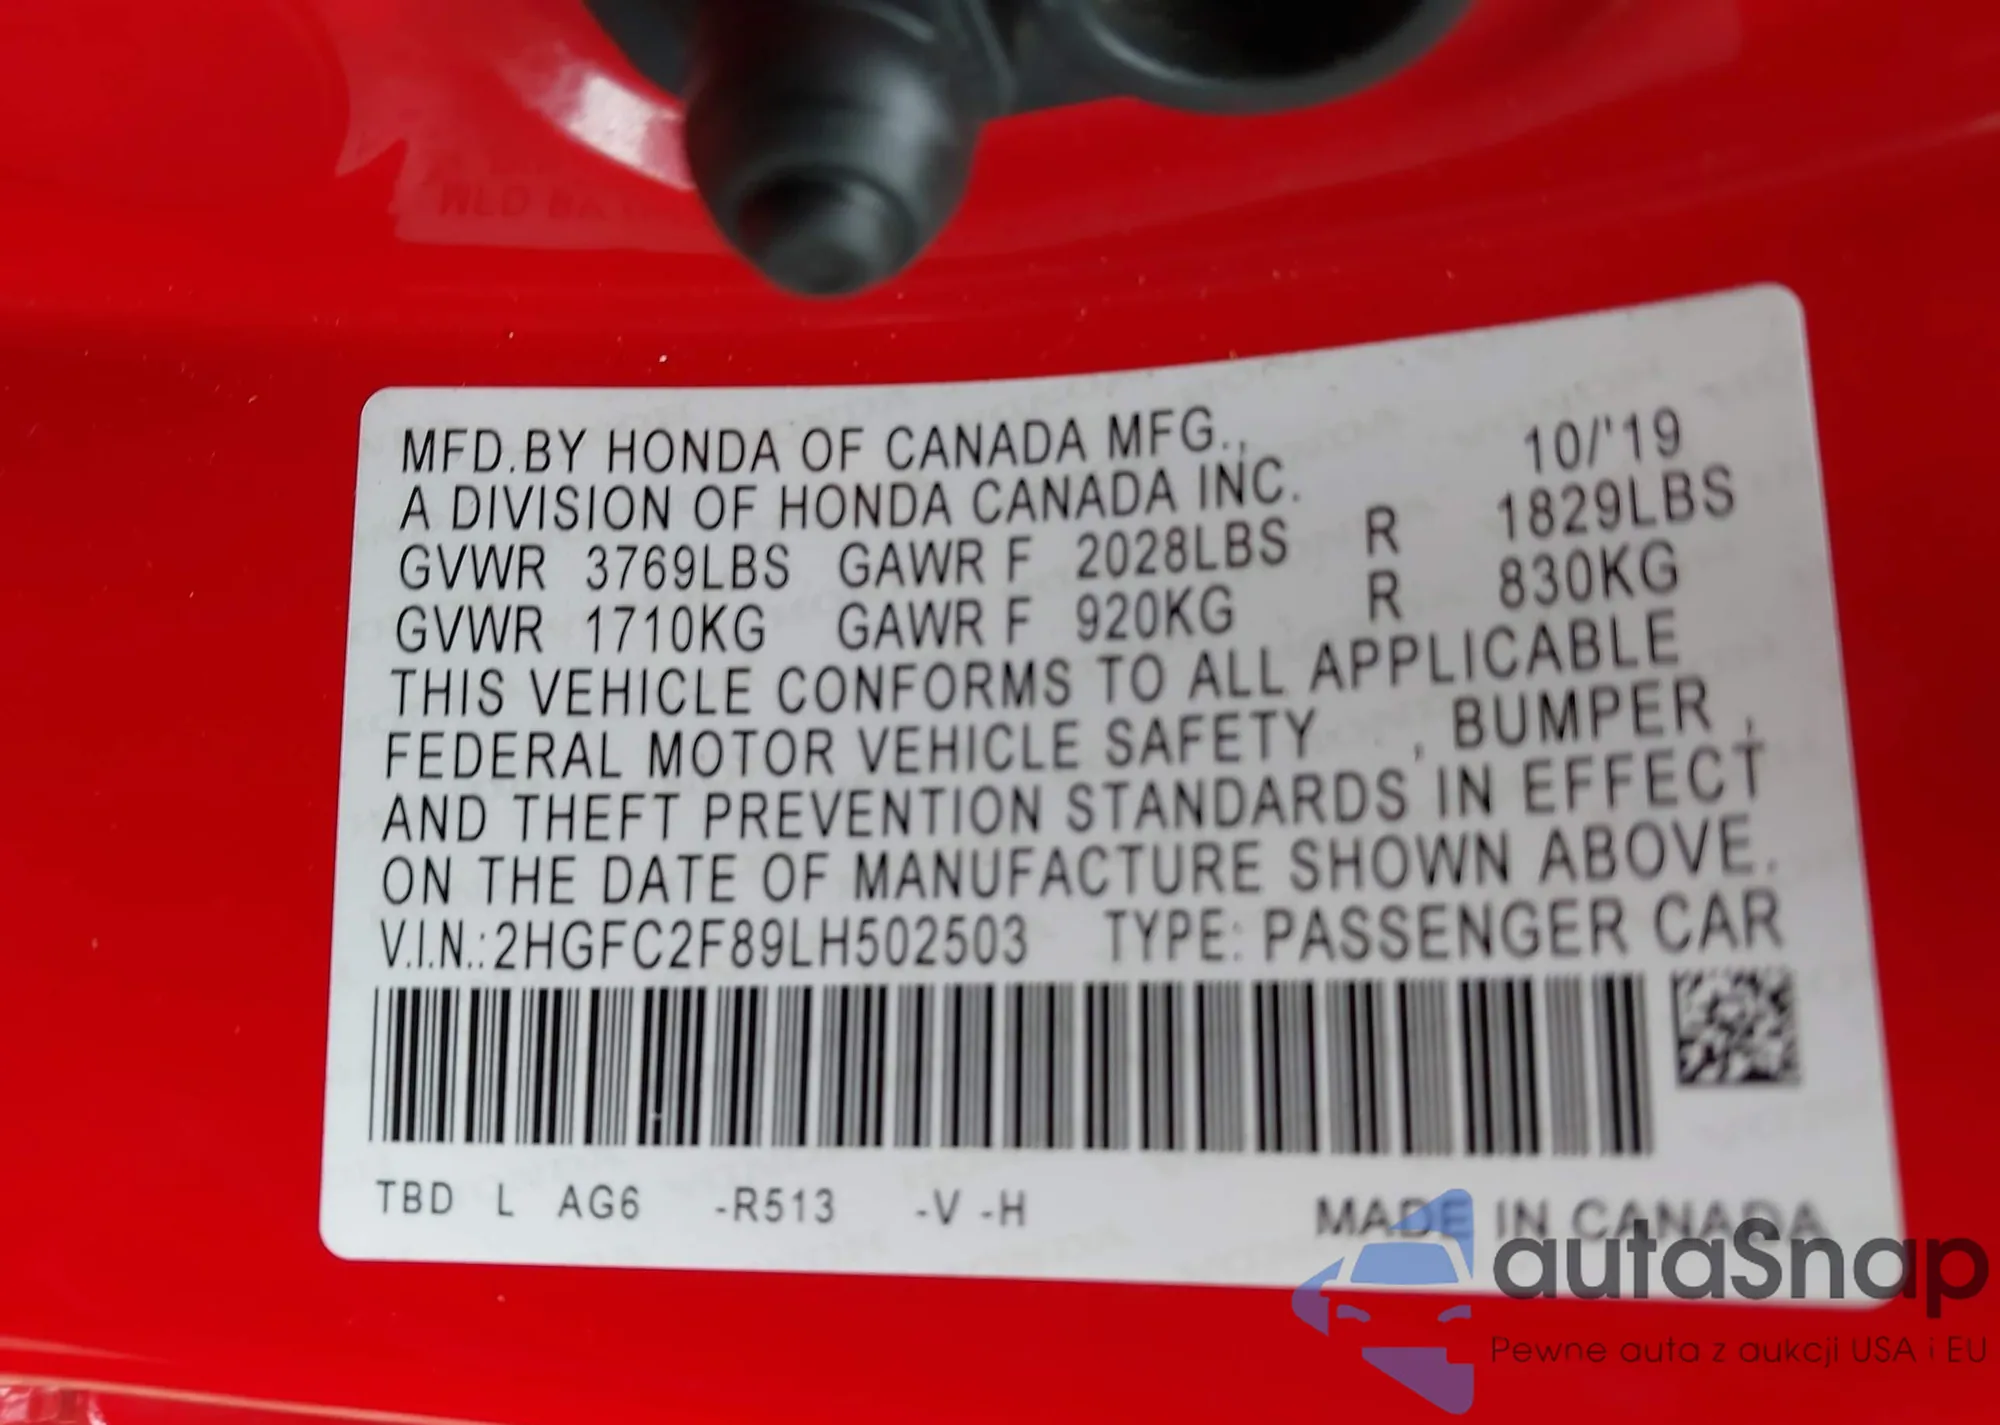 MFD.BY HONDA OF CANADA MFG., 10/'19
A DIVISION OF HONDA CANADA INC.
GVWR 3769LBS GAWR F 2028LBS R 1829LBS
GVWR 1710KG GAWR F 920KG R 830KG
THIS VEHICLE CONFORMS TO ALL APPLICABLE
FEDERAL MOTOR VEHICLE SAFETY , BUMPER ,
AND THEFT PREVENTION STANDARDS IN EFFECT
ON THE DATE OF MANUFACTURE SHOWN ABOVE.
V.I.N.:2HGFC2F89LH502503 TYPE: PASSENGER CAR
TBD L AG6 -R513 -V -H MADE IN CANADA
autaSnap
Pewne auta z aukcji USA i EU